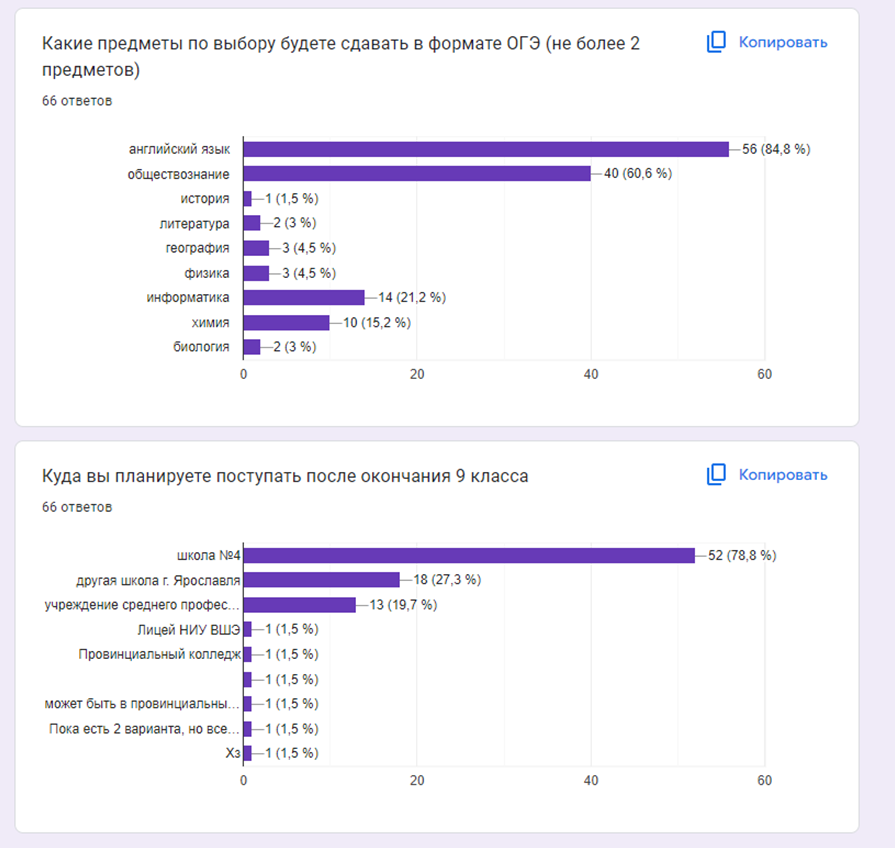 Какие предметы по выбору будете сдавать в формате ОГЭ (не более 2
предметов)
Копировать
66 ответов
английский язык 56 (84,8 %)
обществознание 40 (60,6 %)
история 1 (1,5 %)
литература 2 (3 %)
география 3 (4,5 %)
физика 3 (4,5 %)
информатика 14 (21,2 %)
химия 10 (15,2 %)
биология 2 (3 %)
0 20 40 60
Куда вы планируете поступать после окончания 9 класса
Копировать
66 ответов
школа №4 52 (78,8 %)
другая школа г. Ярославля 18 (27,3 %)
учреждение среднего профес... 13 (19,7 %)
Лицей НИУ ВШЭ 1 (1,5 %)
Провинциальный колледж 1 (1,5 %)
1 (1,5 %)
может быть в провинциальны... 1 (1,5 %)
Пока есть 2 варианта, но все... 1 (1,5 %)
Хз 1 (1,5 %)
0 20 40 60